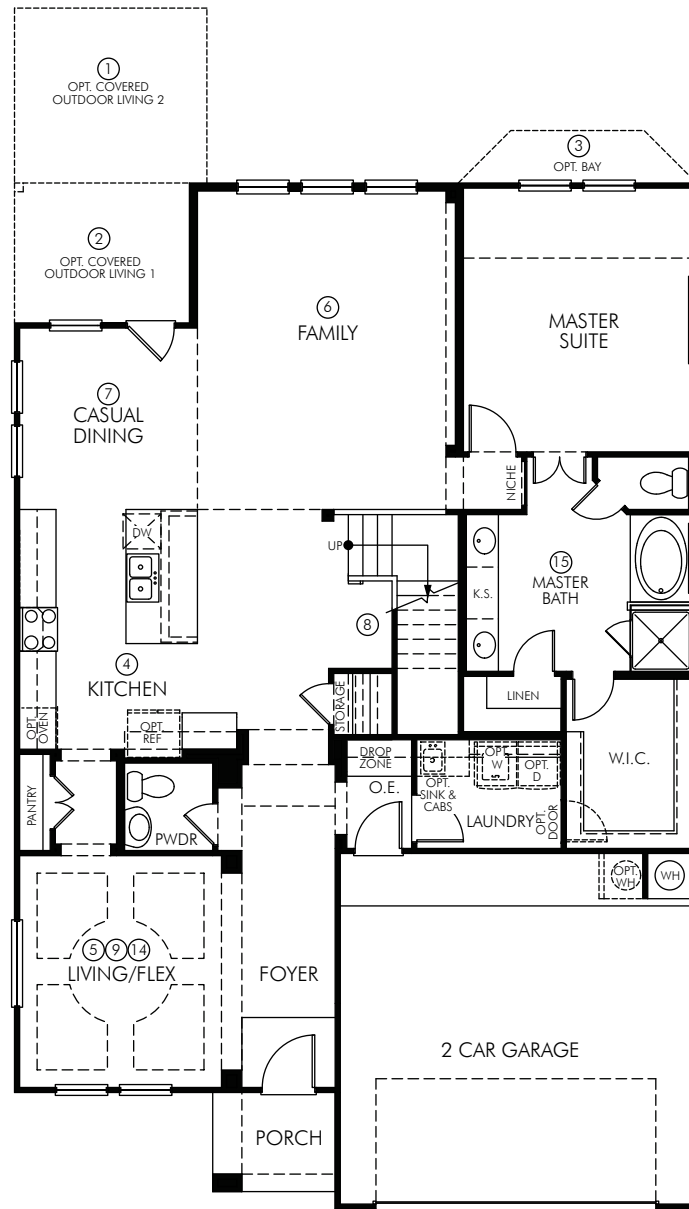 1
OPT. COVERED
OUTDOOR LIVING 2
3
OPT. BAY
2
OPT. COVERED
OUTDOOR LIVING 1
6
FAMILY
MASTER
SUITE
7
CASUAL
DINING
NICHE
DW
UP
K.S.
15
MASTER
BATH
8
4
KITCHEN
OPT.
OVEN
OPT.
REF
STORAGE
LINEN
DROP
ZONE
O.E.
OPT.
SINK &
CABS
OPT.
W
OPT.
D
LAUNDRY
OPT.
DOOR
W.I.C.
PANTRY
PWDR
OPT.
WH
WH
5 9 14
LIVING/FLEX
FOYER
2 CAR GARAGE
PORCH